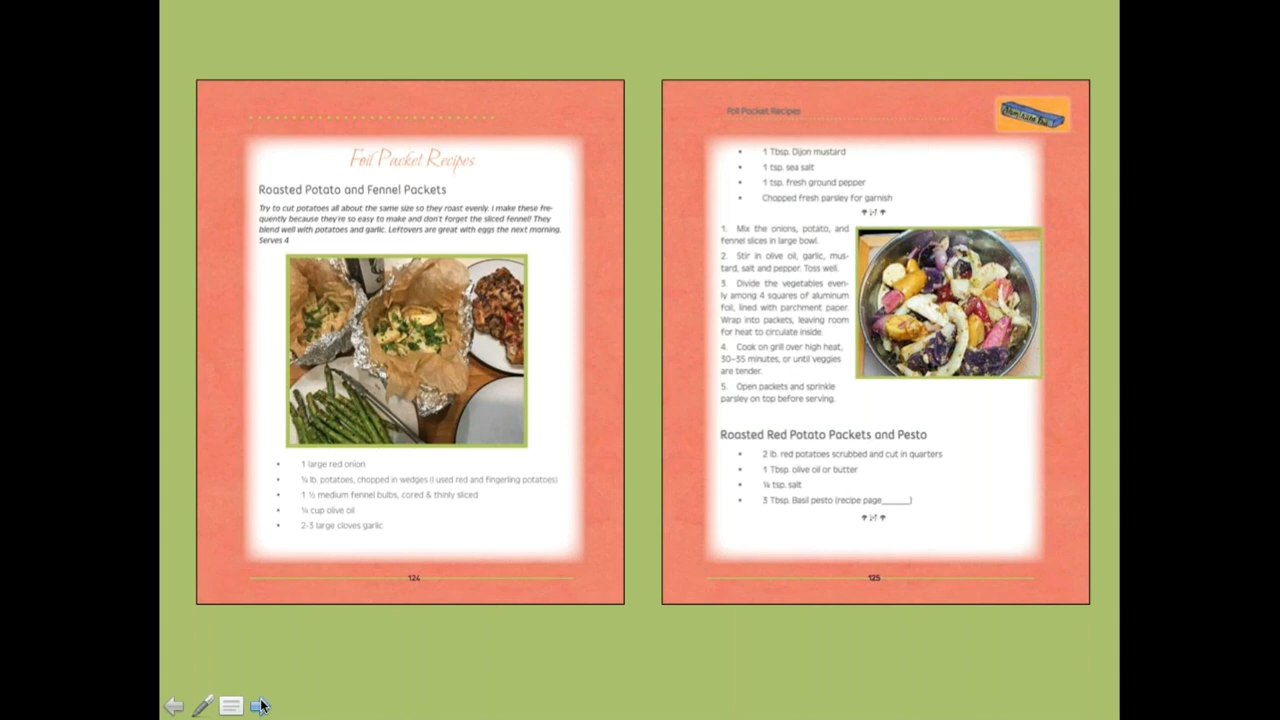 Foil Packet Recipes
Roasted Potato and Fennel Packets
Try to cut potatoes all about the same size so they roast evenly. I make these fre-
quently because they're so easy to make and don't forget the sliced fennel! They
blend well with potatoes and garlic. Leftovers are great with eggs the next morning.
Serves 4
• 1 large red onion
• ¾ lb. potatoes, chopped in wedges (I used red and fingerling potatoes)
• 1 ½ medium fennel bulbs, cored & thinly sliced
• ¼ cup olive oil
• 2-3 large cloves garlic
124
Foil Packet Recipes
• 1 Tbsp. Dijon mustard
• 1 tsp. sea salt
• 1 tsp. fresh ground pepper
• Chopped fresh parsley for garnish
1. Mix the onions, potato, and
fennel slices in large bowl.
2. Stir in olive oil, garlic, mus-
tard, salt and pepper. Toss well.
3. Divide the vegetables even-
ly among 4 squares of aluminum
foil, lined with parchment paper.
Wrap into packets, leaving room
for heat to circulate inside.
4. Cook on grill over high heat,
30–35 minutes, or until veggies
are tender.
5. Open packets and sprinkle
parsley on top before serving.
Roasted Red Potato Packets and Pesto
• 2 lb. red potatoes scrubbed and cut in quarters
• 1 Tbsp. olive oil or butter
• ¼ tsp. salt
• 3 Tbsp. Basil pesto (recipe page______)
125